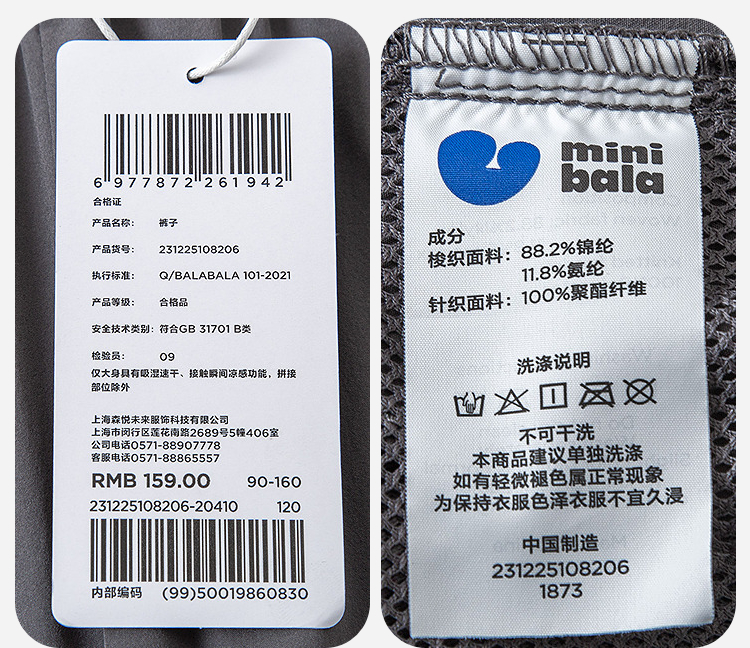 6 977872 261942
合格证
产品名称: 裤子
产品货号: 231225108206
执行标准: Q/BALABALA 101-2021
产品等级: 合格品
安全技术类别: 符合GB 31701 B类
检验员: 09
仅大身具有吸湿速干、接触瞬间凉感功能，拼接
部位除外
上海森悦未来服饰科技有限公司
上海市闵行区莲花南路2689号5幢406室
公司电话0571-88907778
客服电话0571-88865557
RMB 159.00 90-160
231225108206-20410 120
内部编码 (99)50019860830
mini
bala
成分
梭织面料: 88.2%锦纶
11.8%氨纶
针织面料: 100%聚酯纤维
洗涤说明
不可干洗
本商品建议单独洗涤
如有轻微褪色属正常现象
为保持衣服色泽衣服不宜久浸
中国制造
231225108206
1873